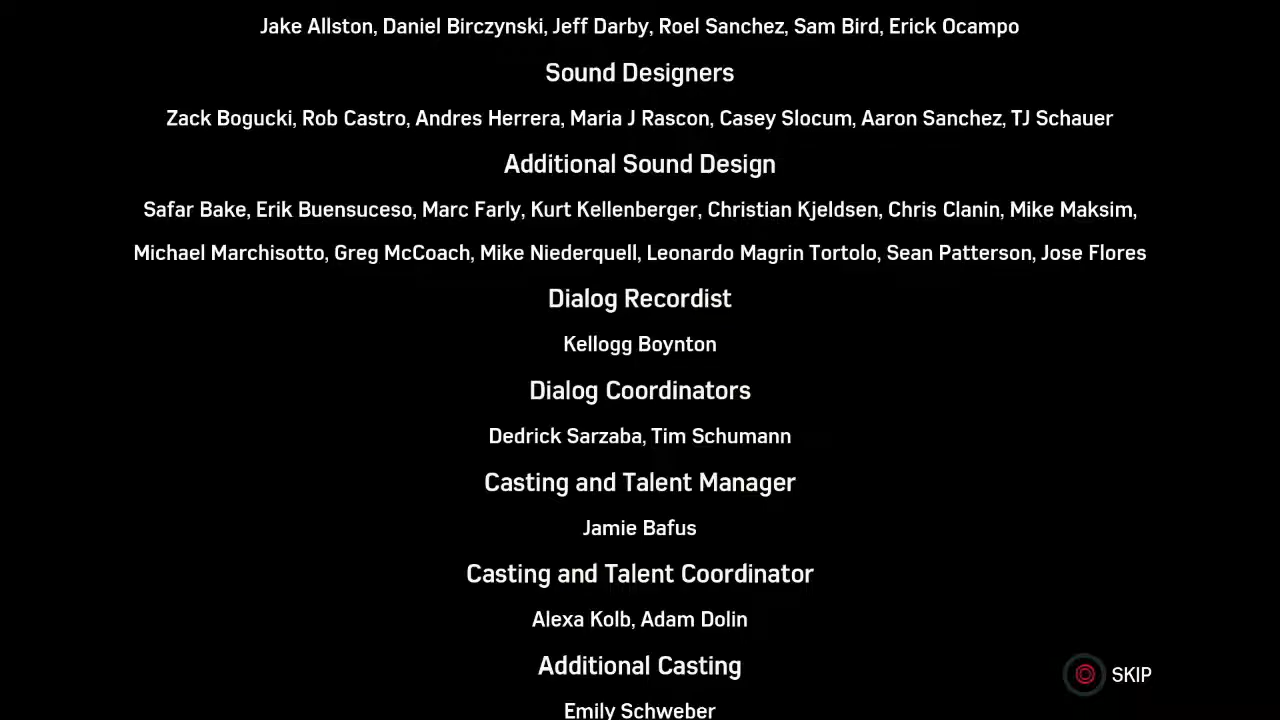 Jake Allston, Daniel Birczynski, Jeff Darby, Roel Sanchez, Sam Bird, Erick Ocampo
Sound Designers
Zack Bogucki, Rob Castro, Andres Herrera, Maria J Rascon, Casey Slocum, Aaron Sanchez, TJ Schauer
Additional Sound Design
Safar Bake, Erik Buensuceso, Marc Farly, Kurt Kellenberger, Christian Kjeldsen, Chris Clanin, Mike Maksim,
Michael Marchisotto, Greg McCoach, Mike Niederquell, Leonardo Magrin Tortolo, Sean Patterson, Jose Flores
Dialog Recordist
Kellogg Boynton
Dialog Coordinators
Dedrick Sarzaba, Tim Schumann
Casting and Talent Manager
Jamie Bafus
Casting and Talent Coordinator
Alexa Kolb, Adam Dolin
Additional Casting
SKIP
Emily Schweber